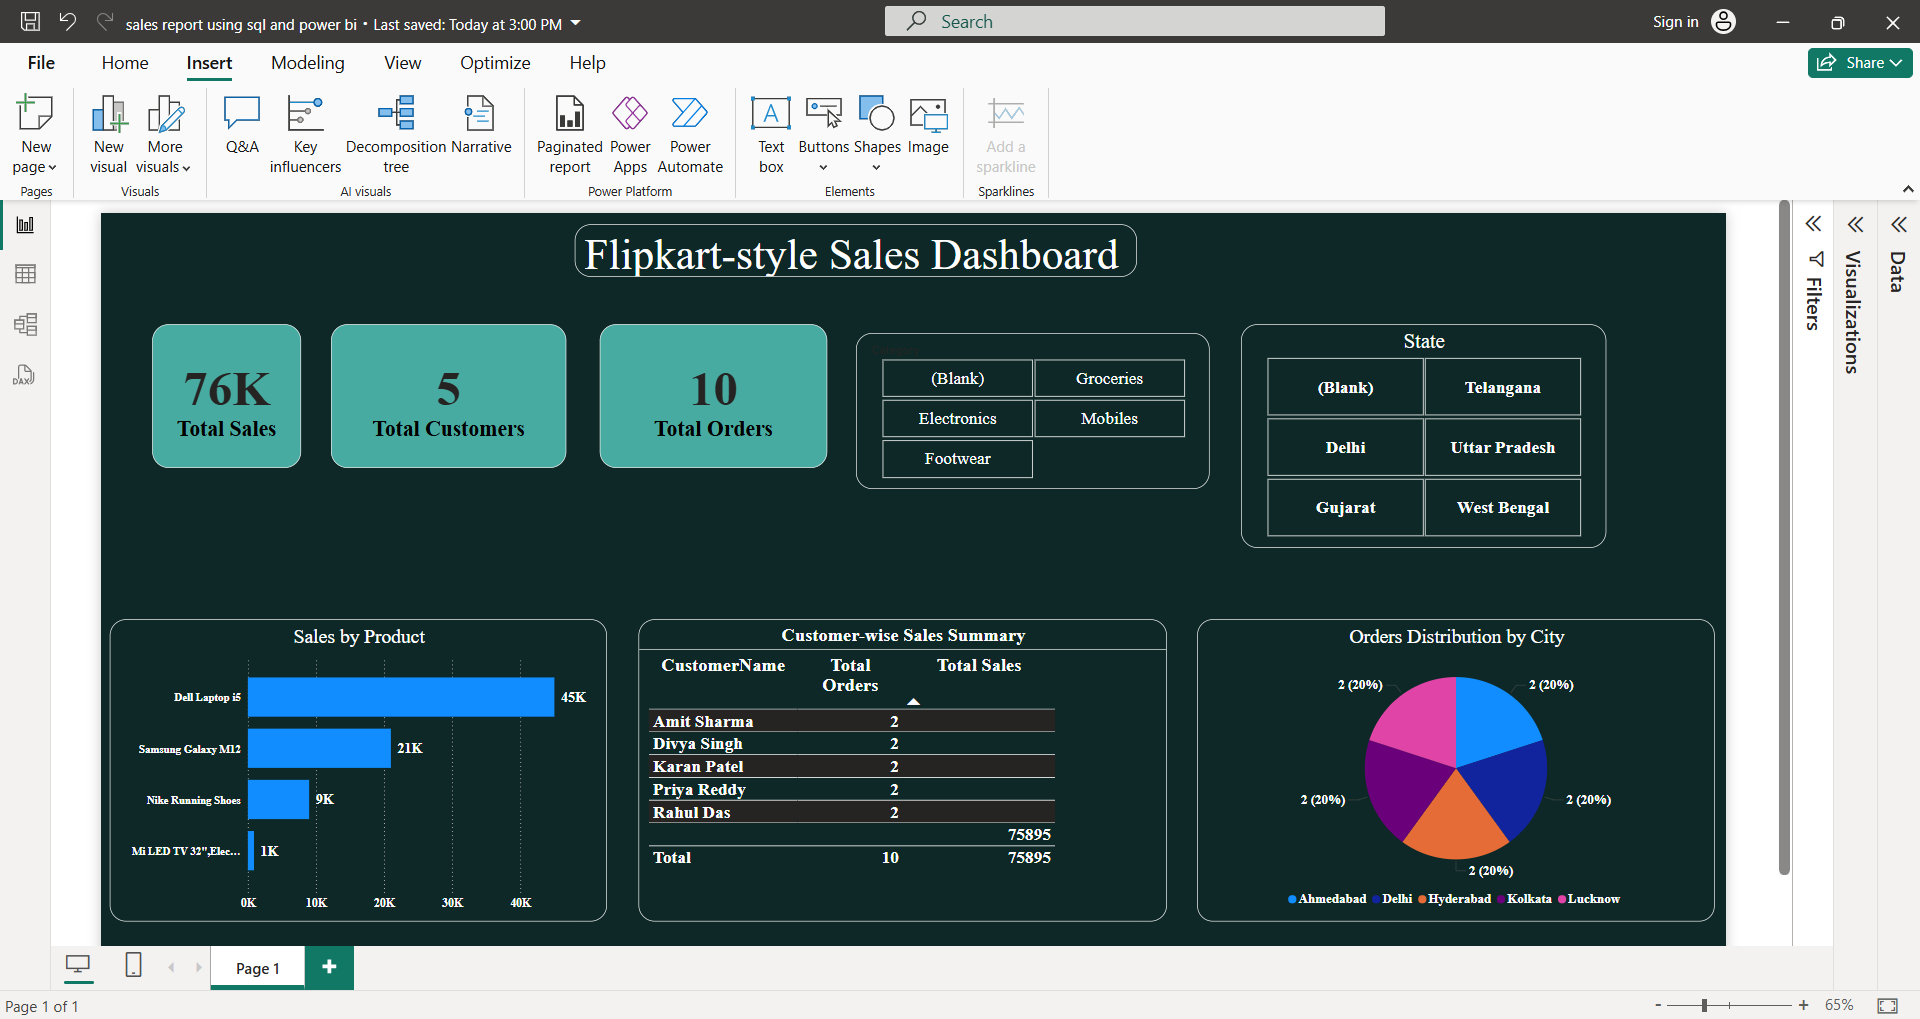 sales report using sql and power bi • Last saved: Today at 3:00 PM
Search
Sign in
File
Home
Insert
Modeling
View
Optimize
Help
Share
New page
New visual
More visuals
Q&A
Key influencers
Decomposition tree
Narrative
Paginated report
Power Apps
Power Automate
Text box
Buttons
Shapes
Image
Add a sparkline
Pages
Visuals
AI visuals
Power Platform
Elements
Sparklines
DAX
Filters
Visualizations
Data
Flipkart-style Sales Dashboard
76K
Total Sales
5
Total Customers
10
Total Orders
(Blank)
Groceries
Electronics
Mobiles
Footwear
State
(Blank)
Telangana
Delhi
Uttar Pradesh
Gujarat
West Bengal
Sales by Product
Dell Laptop i5
45K
Samsung Galaxy M12
21K
Nike Running Shoes
9K
Mi LED TV 32",Elec...
1K
0K
10K
20K
30K
40K
Customer-wise Sales Summary
CustomerName
Total Orders
Total Sales
Amit Sharma 2
Divya Singh 2
Karan Patel 2
Priya Reddy 2
Rahul Das 2
75895
Total 10 75895
Orders Distribution by City
2 (20%)
2 (20%)
2 (20%)
2 (20%)
2 (20%)
Ahmedabad
Delhi
Hyderabad
Kolkata
Lucknow
Page 1
Page 1 of 1
65%